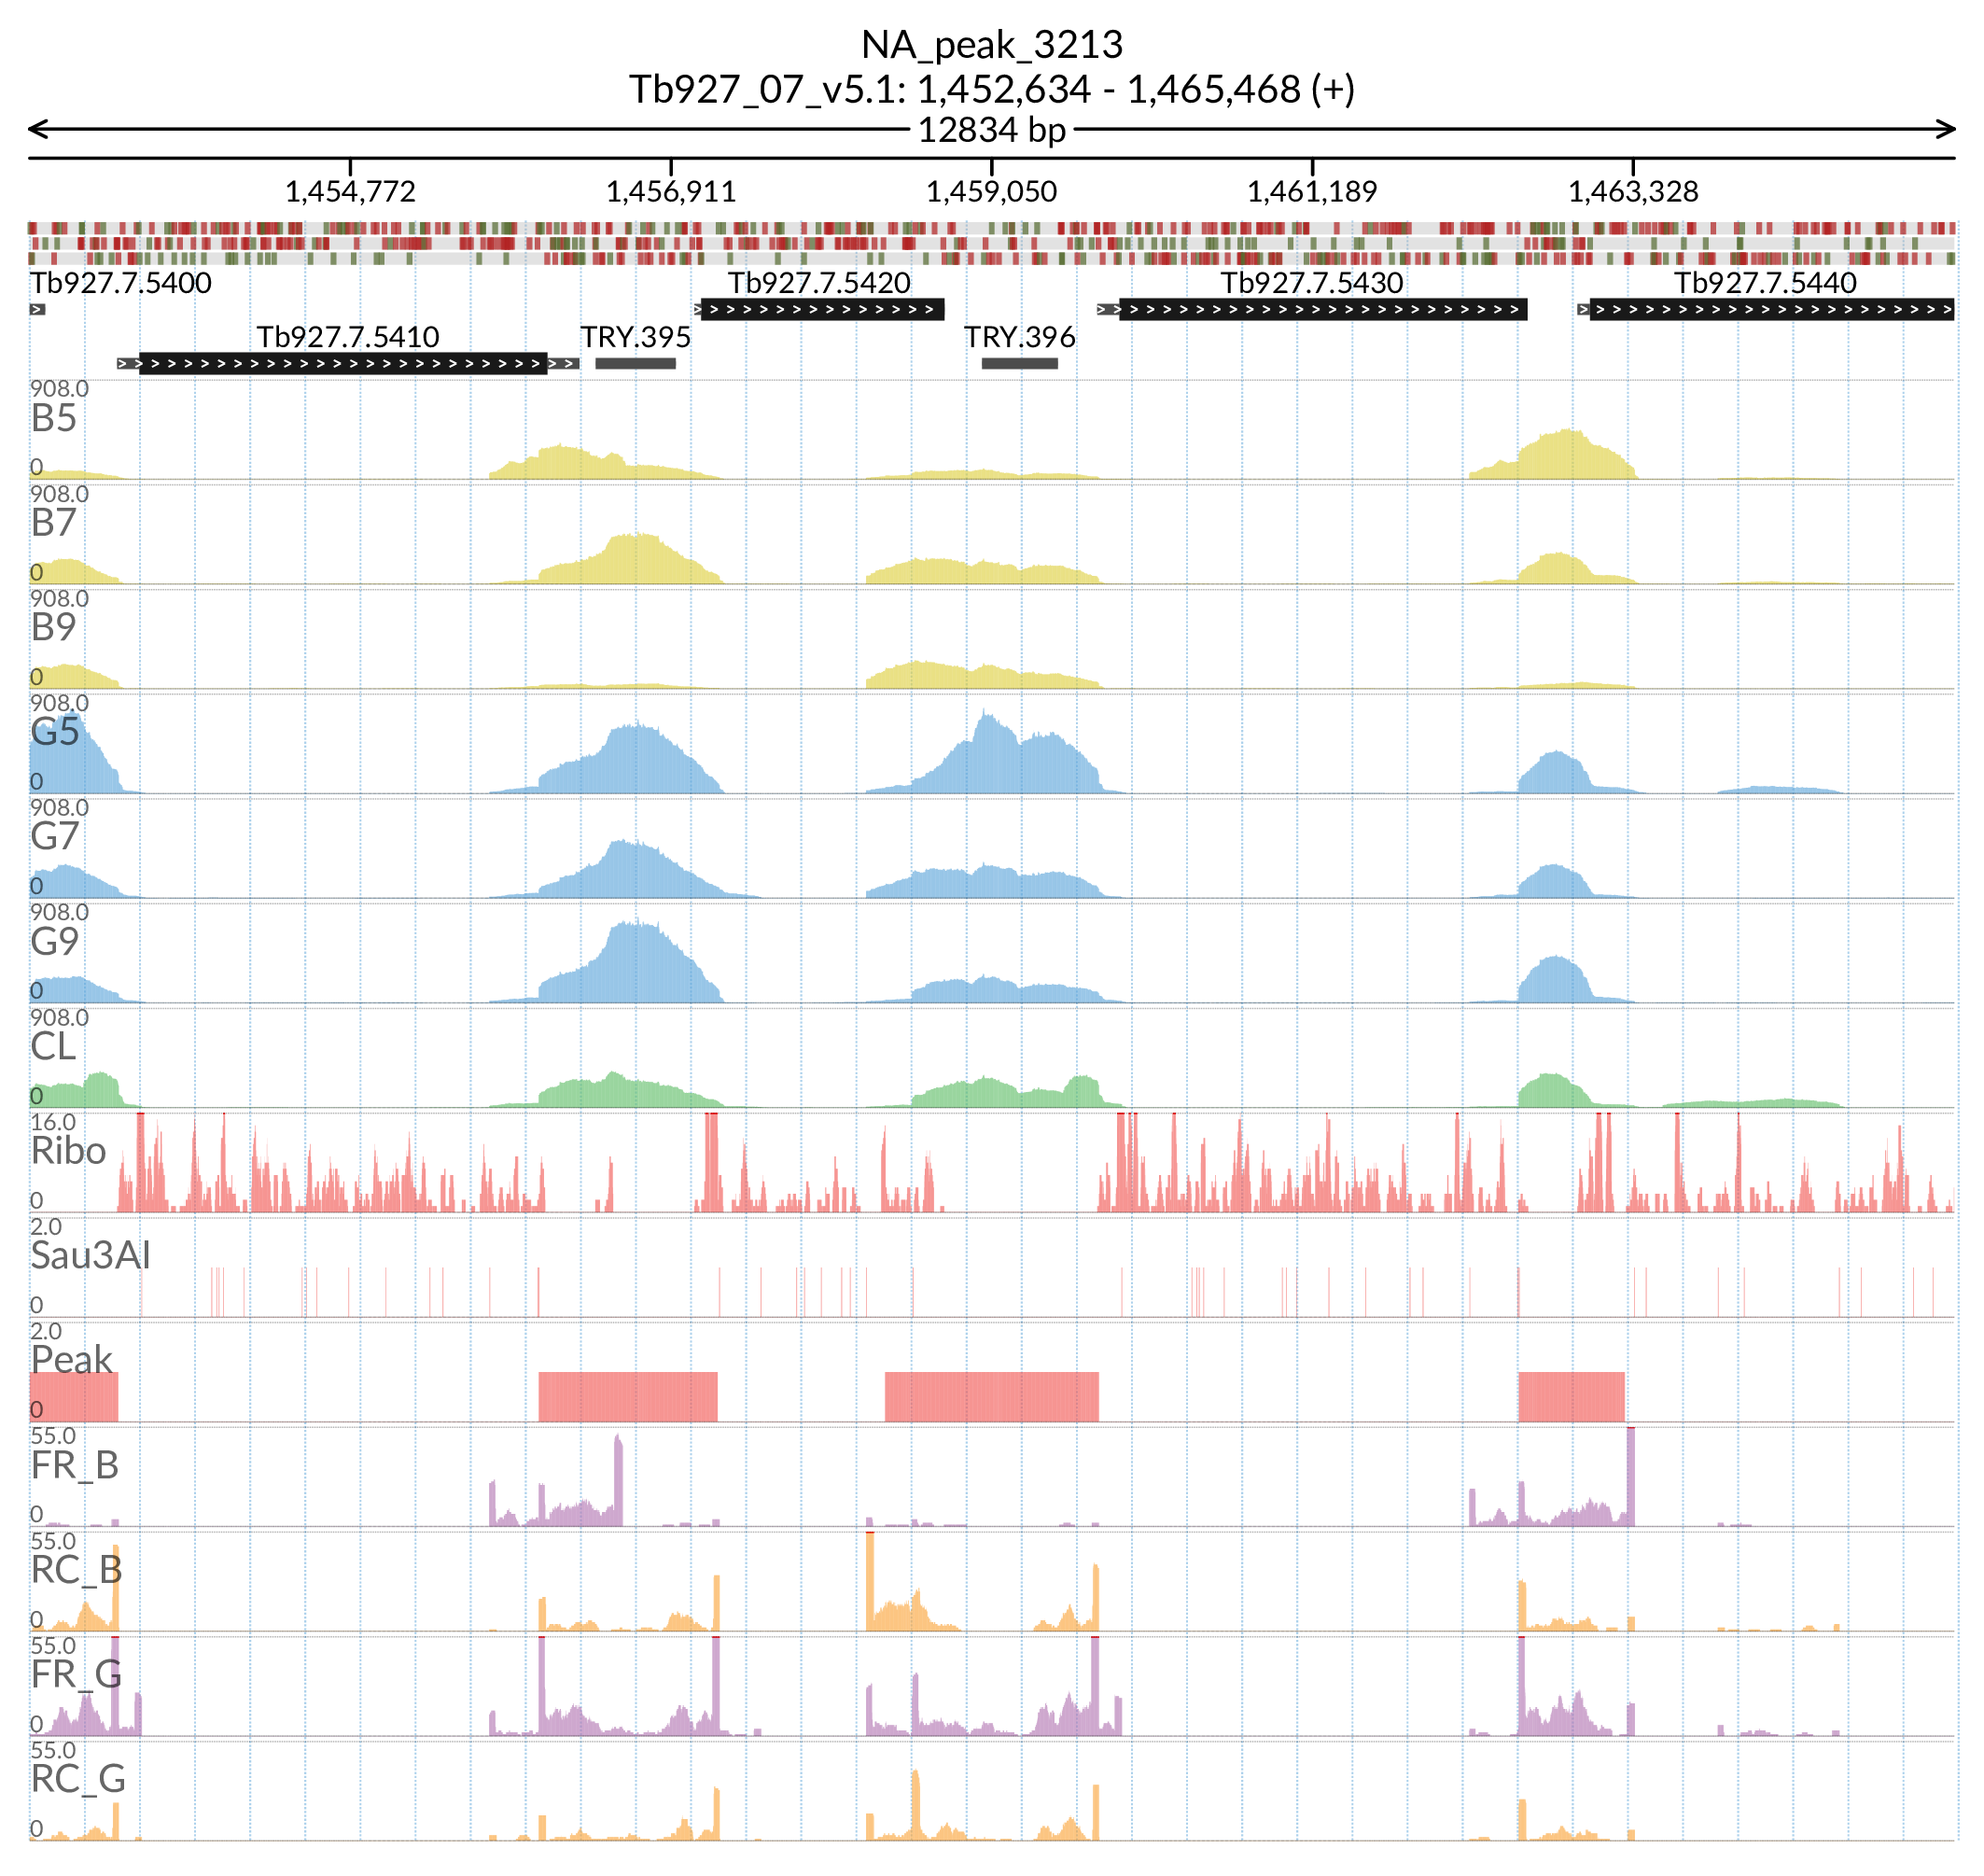 NA_peak_3213
Tb927_07_v5.1: 1,452,634 - 1,465,468 (+)
12834 bp
1,454,772 1,456,911 1,459,050 1,461,189 1,463,328
Tb927.7.5400 Tb927.7.5420 Tb927.7.5430 Tb927.7.5440
Tb927.7.5410 TRY.395 TRY.396
908.0
B5
0
908.0
B7
0
908.0
B9
0
908.0
G5
0
908.0
G7
0
908.0
G9
0
908.0
CL
0
16.0
Ribo
0
2.0
Sau3AI
0
2.0
Peak
0
55.0
FR_B
0
55.0
RC_B
0
55.0
FR_G
0
55.0
RC_G
0